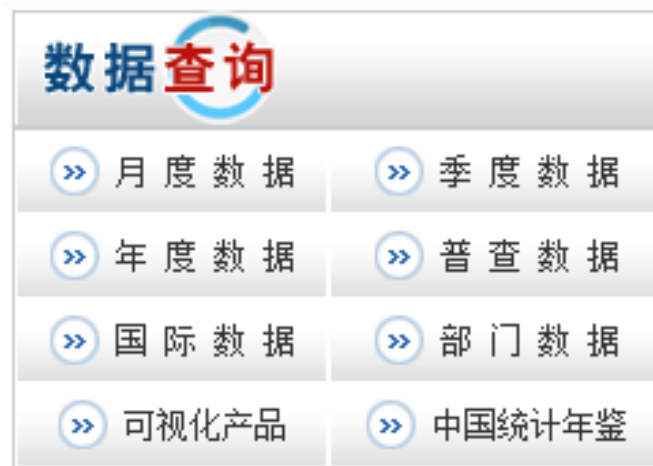 数据查询
月度数据 季度数据
年度数据 普查数据
国际数据 部门数据
可视化产品 中国统计年鉴